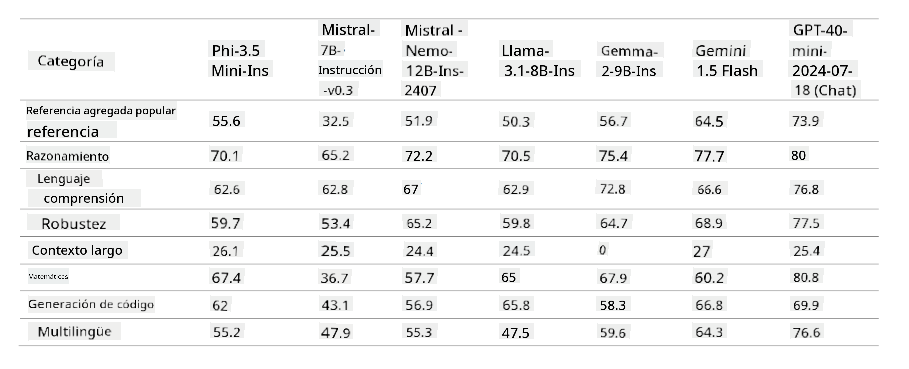 Categoría Phi-3.5 Mini-Ins Mistral-7B-Instrucción-v0.3 Mistral -Nemo-12B-Ins-2407 Llama-3.1-8B-Ins Gemma-2-9B-Ins Gemini 1.5 Flash GPT-4O-mini-2024-07-18 (Chat)
Referencia agregada popular referencia 55.6 32.5 51.9 50.3 56.7 64.5 73.9
Razonamiento 70.1 65.2 72.2 70.5 75.4 77.7 80
Lenguaje comprensión 62.6 62.8 67 62.9 72.8 66.6 76.8
Robustez 59.7 53.4 65.2 59.8 64.7 68.9 77.5
Contexto largo 26.1 25.5 24.4 24.5 0 27 25.4
Matemáticas 67.4 36.7 57.7 65 67.9 60.2 80.8
Generación de código 62 43.1 56.9 65.8 58.3 66.8 69.9
Multilingüe 55.2 47.9 55.3 47.5 59.6 64.3 76.6